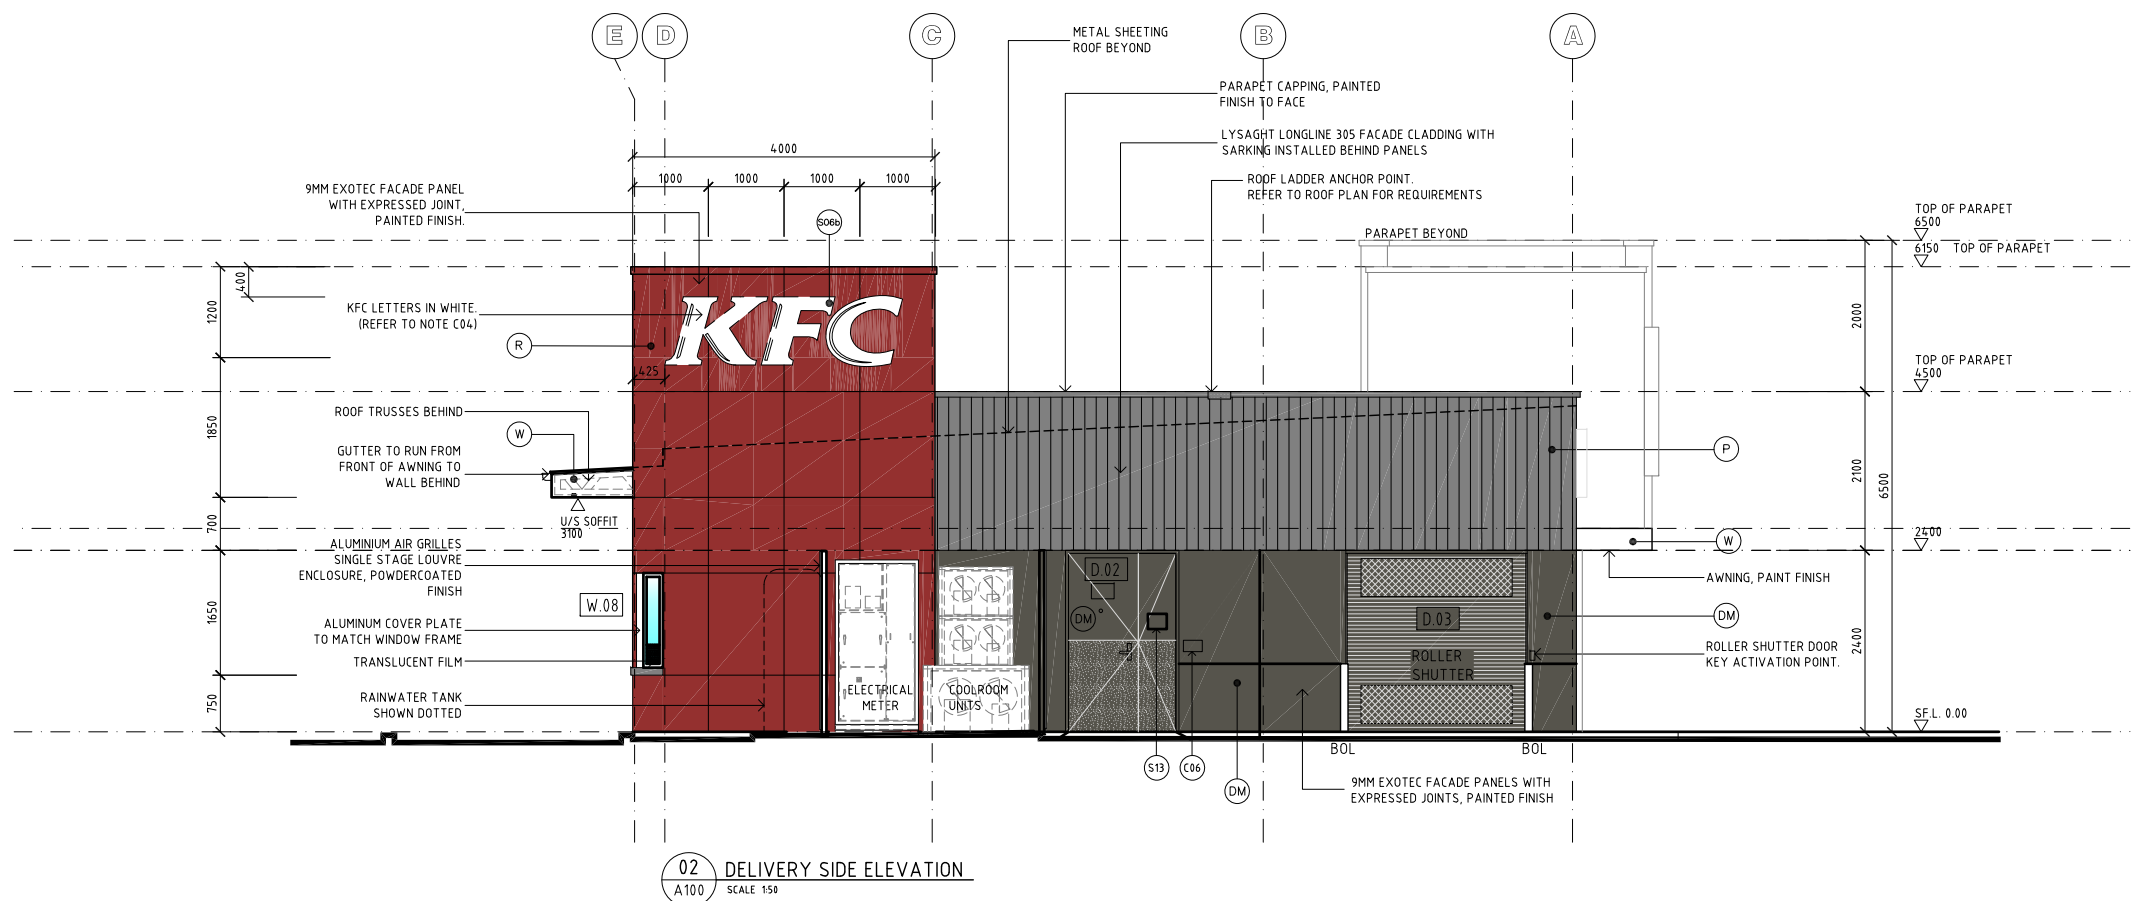 E
D
C
B
A
METAL SHEETING
ROOF BEYOND
PARAPET CAPPING, PAINTED
FINISH TO FACE
LYSAGHT LONGLINE 305 FACADE CLADDING WITH
SARKING INSTALLED BEHIND PANELS
ROOF LADDER ANCHOR POINT.
REFER TO ROOF PLAN FOR REQUIREMENTS
4000
1000
1000
1000
1000
9MM EXOTEC FACADE PANEL
WITH EXPRESSED JOINT,
PAINTED FINISH.
S06b
PARAPET BEYOND
TOP OF PARAPET
6500
6150 TOP OF PARAPET
400
1200
KFC LETTERS IN WHITE.
(REFER TO NOTE C04)
KFC
R
425
2000
TOP OF PARAPET
4500
ROOF TRUSSES BEHIND
W
1850
GUTTER TO RUN FROM
FRONT OF AWNING TO
WALL BEHIND
P
2100
6500
U/S SOFFIT
3100
700
2400
W
ALUMINIUM AIR GRILLES
SINGLE STAGE LOUVRE
ENCLOSURE, POWDERCOATED
FINISH
D.02
AWNING, PAINT FINISH
W.08
1650
DM
D.03
DM
ALUMINUM COVER PLATE
TO MATCH WINDOW FRAME
TRANSLUCENT FILM
2400
ROLLER SHUTTER DOOR
KEY ACTIVATION POINT.
ROLLER
SHUTTER
ELECTRICAL
METER
COOLROOM
UNITS
RAINWATER TANK
SHOWN DOTTED
750
SF.L. 0.00
BOL
BOL
S13
C06
DM
9MM EXOTEC FACADE PANELS WITH
EXPRESSED JOINTS, PAINTED FINISH
02
A100
DELIVERY SIDE ELEVATION
SCALE 1:50